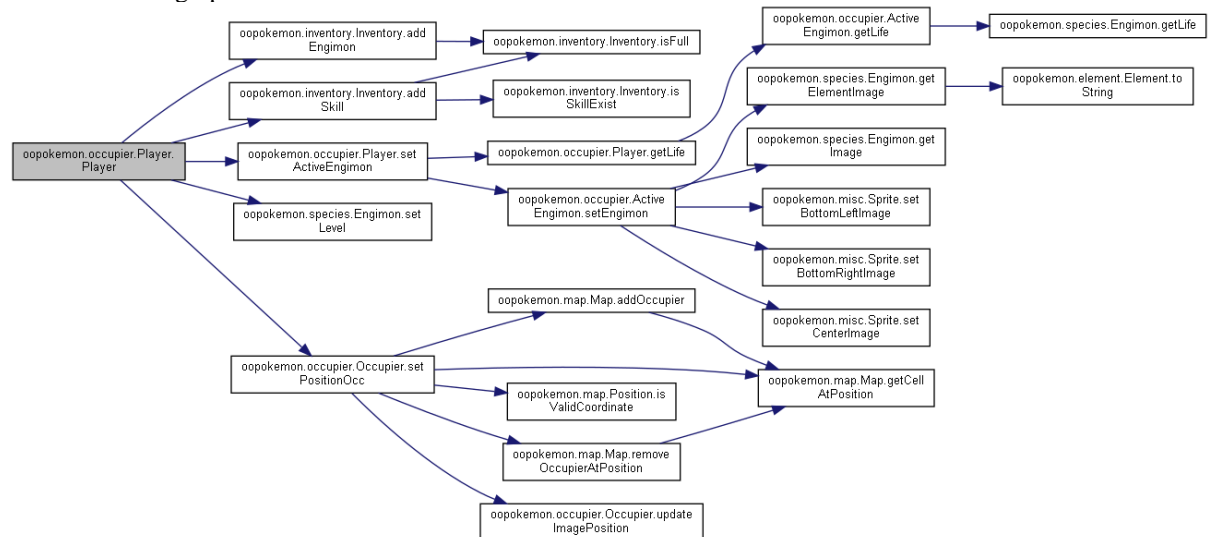 oopokemon.occupier.Player.
Player
oopokemon.inventory.Inventory.add
Engimon
oopokemon.inventory.Inventory.add
Skill
oopokemon.occupier.Player.set
ActiveEngimon
oopokemon.species.Engimon.set
Level
oopokemon.occupier.Occupier.set
PositionOcc
oopokemon.inventory.Inventory.isFull
oopokemon.inventory.Inventory.is
SkillExist
oopokemon.occupier.Player.getLife
oopokemon.occupier.Active
Engimon.setEngimon
oopokemon.map.Map.addOccupier
oopokemon.map.Position.is
ValidCoordinate
oopokemon.map.Map.remove
OccupierAtPosition
oopokemon.occupier.Occupier.update
ImagePosition
oopokemon.occupier.Active
Engimon.getLife
oopokemon.species.Engimon.get
ElementImage
oopokemon.species.Engimon.get
Image
oopokemon.misc.Sprite.set
BottomLeftImage
oopokemon.misc.Sprite.set
BottomRightImage
oopokemon.misc.Sprite.set
CenterImage
oopokemon.map.Map.getCell
AtPosition
oopokemon.species.Engimon.getLife
oopokemon.element.Element.to
String